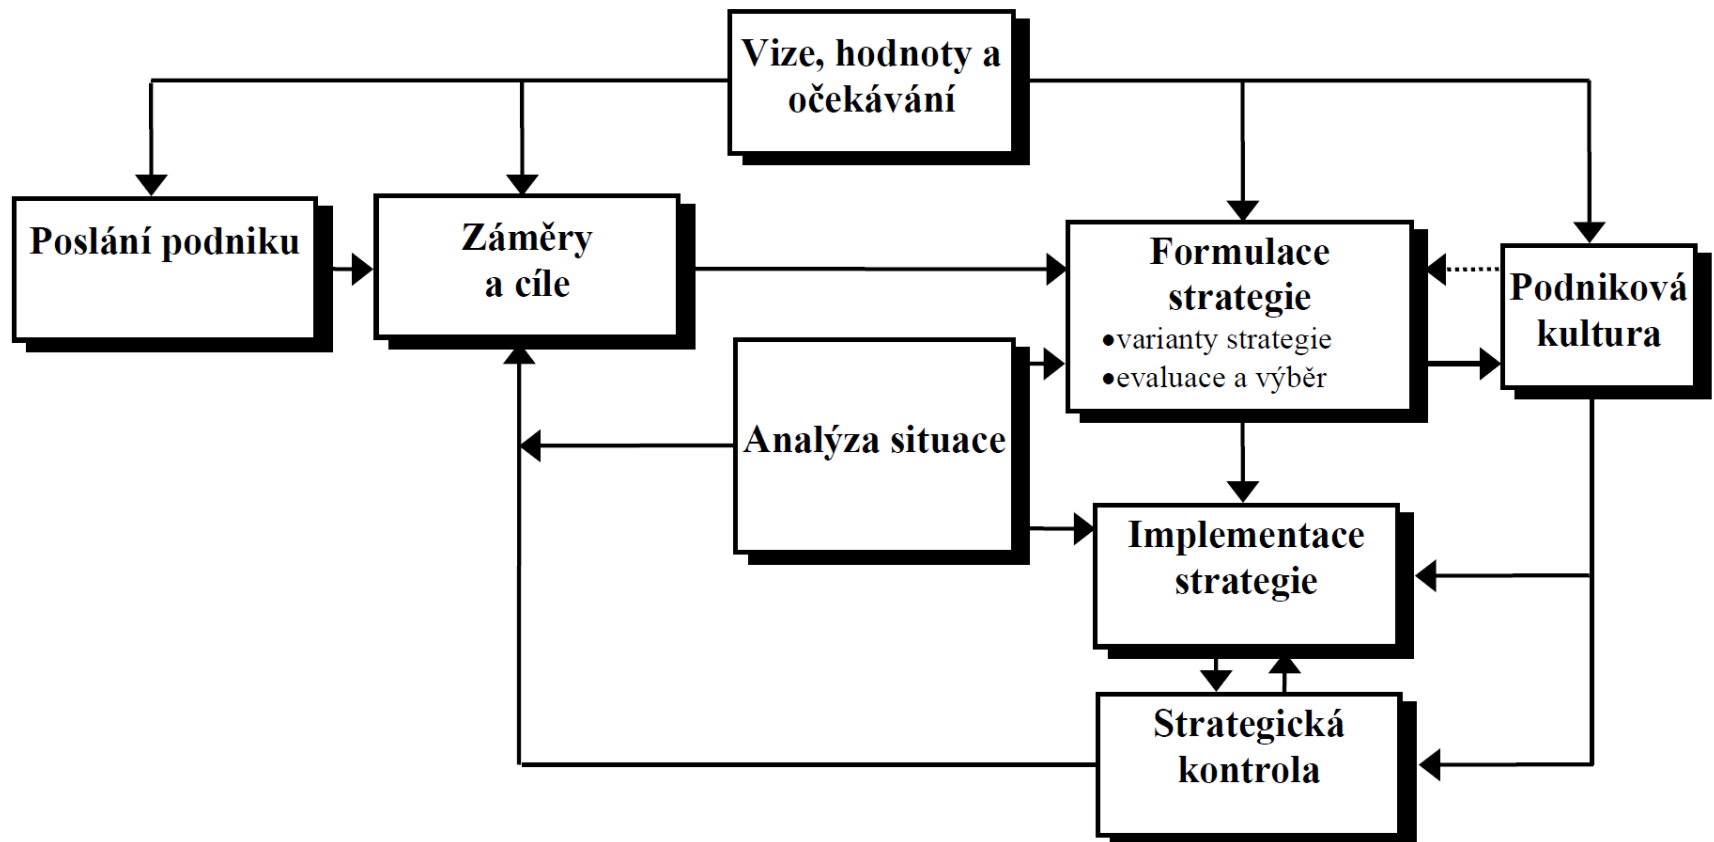 Vize, hodnoty a
očekávání
Poslání podniku
Záměry
a cíle
Formulace
strategie
•varianty strategie
•evaluace a výběr
Podniková
kultura
Analýza situace
Implementace
strategie
Strategická
kontrola